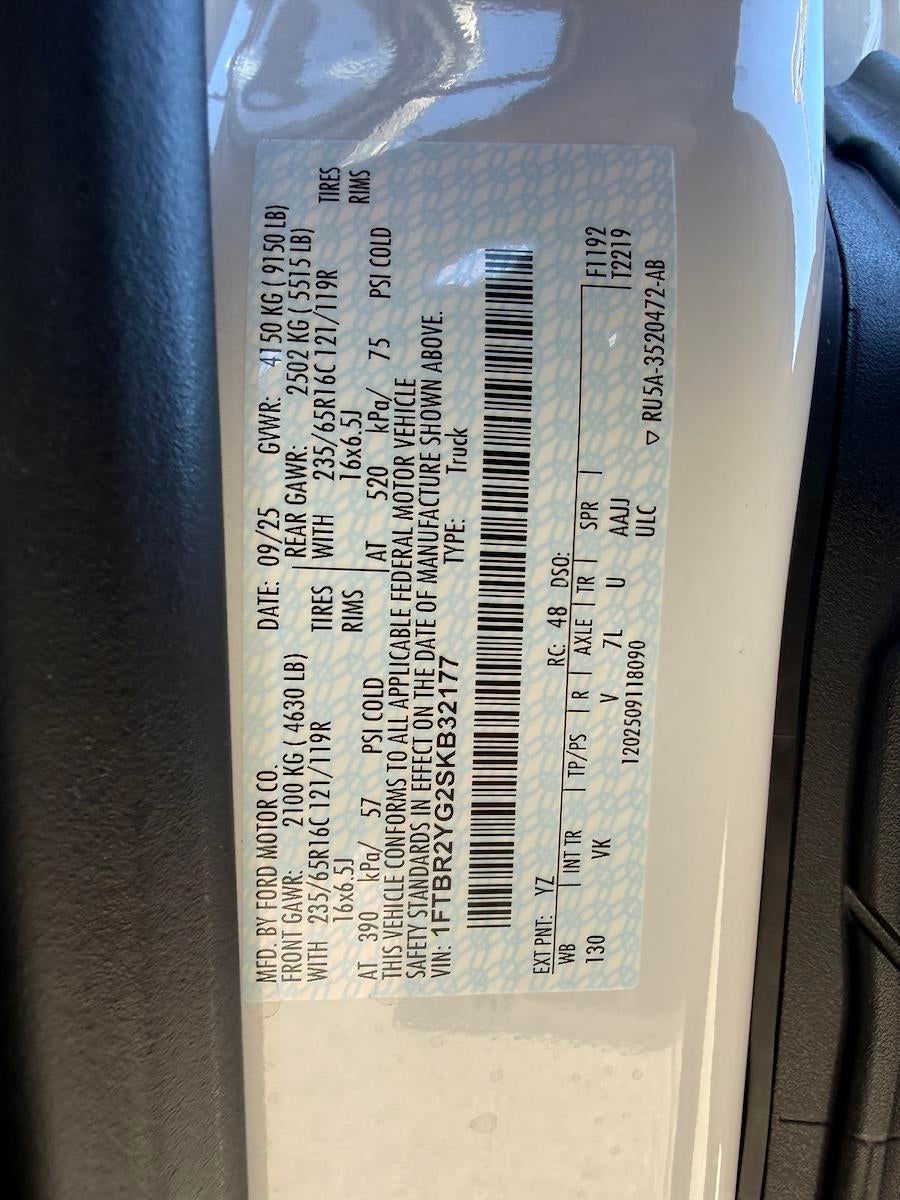 MFD. BY FORD MOTOR CO. DATE: 09/25 GVWR: 4150 KG ( 9150 LB)
FRONT GAWR: 2100 KG ( 4630 LB) REAR GAWR: 2502 KG ( 5515 LB)
WITH 235/65R16C 121/119R TIRES WITH 235/65R16C 121/119R TIRES
16x6.5J RIMS 16x6.5J RIMS
AT 390 kPa/ 57 PSI COLD AT 520 kPa/ 75 PSI COLD
THIS VEHICLE CONFORMS TO ALL APPLICABLE FEDERAL MOTOR VEHICLE
SAFETY STANDARDS IN EFFECT ON THE DATE OF MANUFACTURE SHOWN ABOVE.
VIN: 1FTBR2YG2SKB32177 TYPE: Truck
EXT PNT: YZ RC: 48 DSO:
WB | INT TR | TP/PS | R | AXLE | TR | SPR | F1192
130 VK V 7L U AAJJ T2219
120250911809​0 ULC
▽ RU5A-3520472-AB